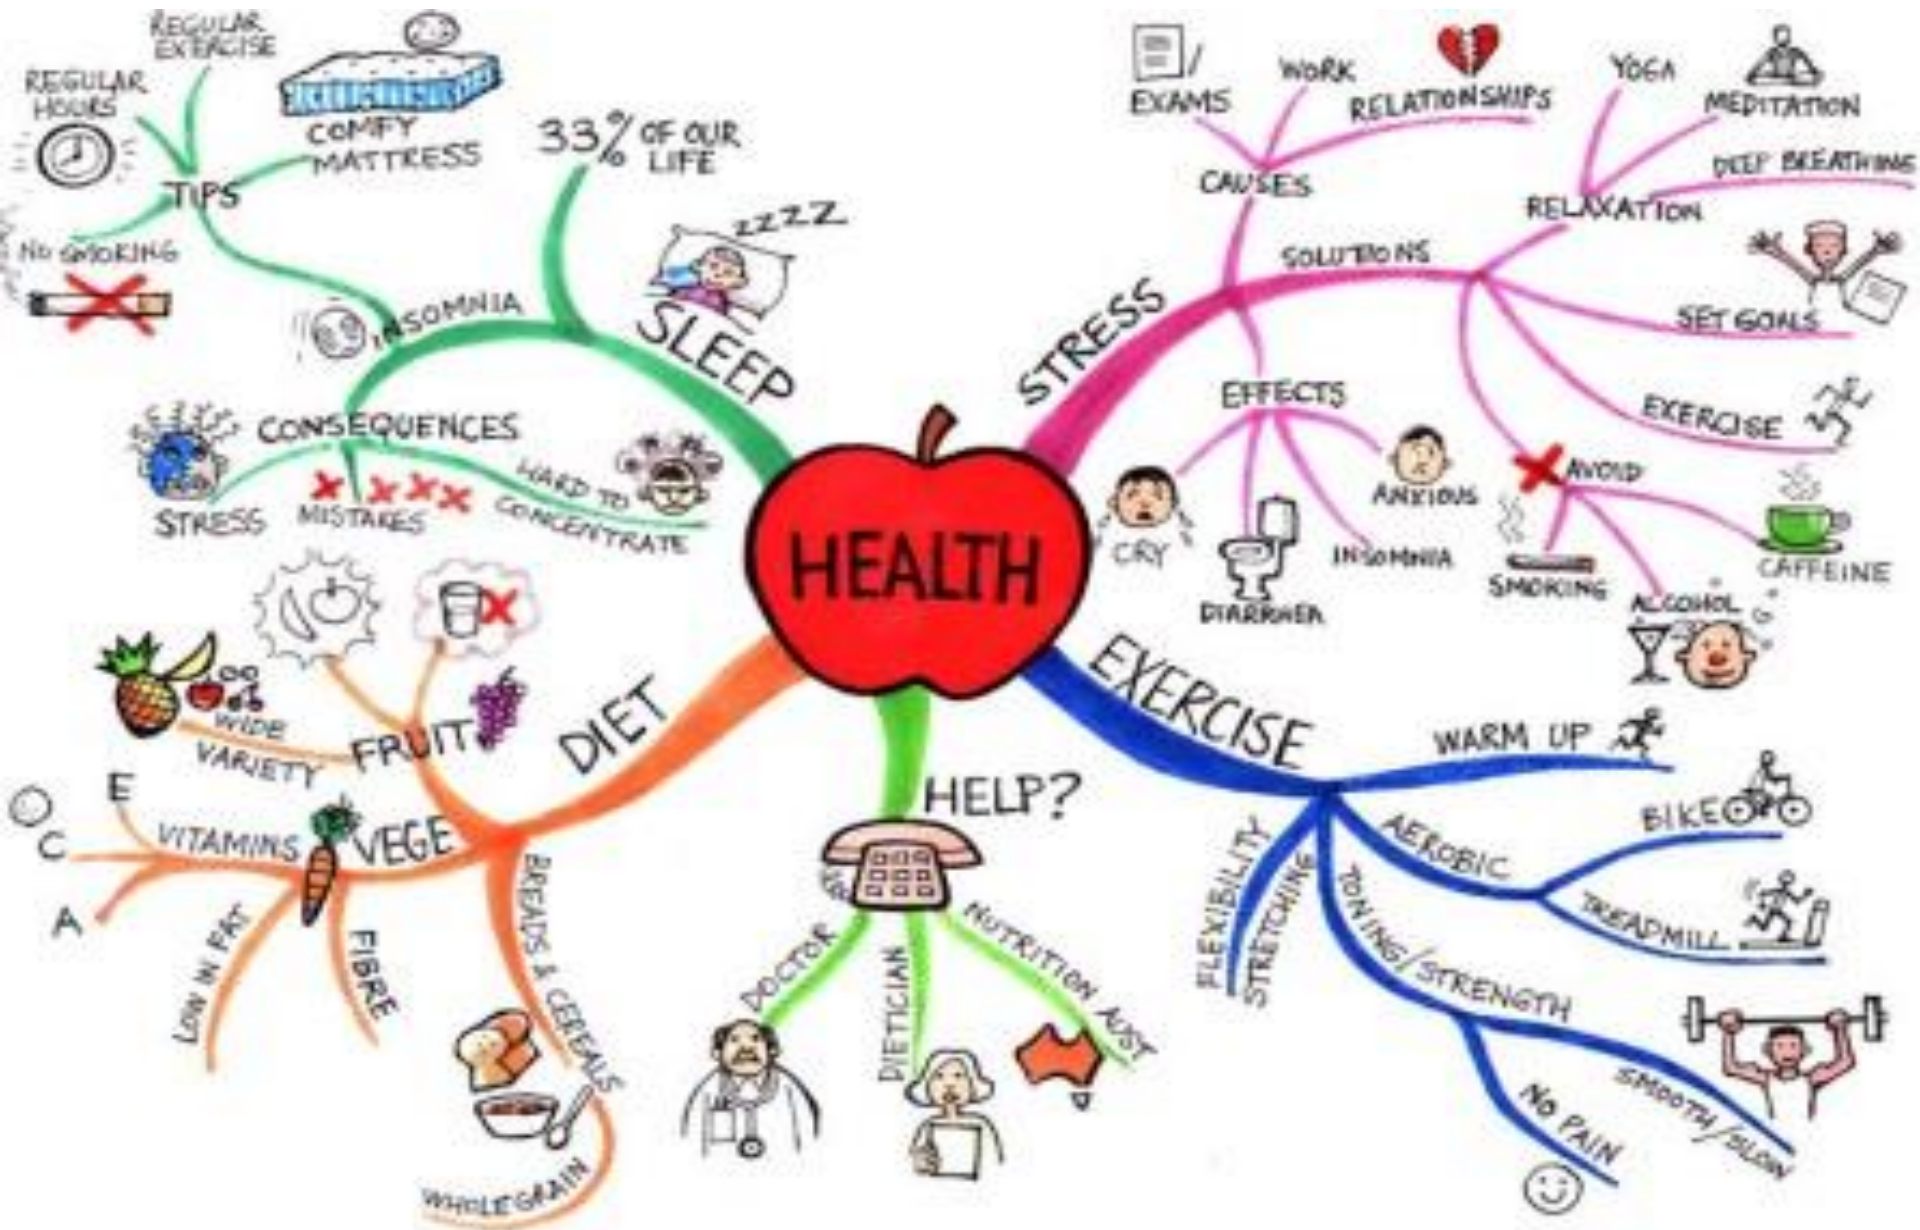 HEALTH
SLEEP
33% OF OUR
LIFE
ZZZZ
INSOMNIA
TIPS
REGULAR
HOURS
REGULAR
EXERCISE
COMFY
MATTRESS
NO SMOKING
CONSEQUENCES
STRESS
MISTAKES
HARD TO
CONCENTRATE
STRESS
CAUSES
EXAMS
WORK
RELATIONSHIPS
SOLUTIONS
RELAXATION
YOGA
MEDITATION
DEEP BREATHING
SET GOALS
EXERCISE
AVOID
SMOKING
ALCOHOL
CAFFEINE
EFFECTS
CRY
DIARRHEA
INSOMNIA
ANXIOUS
EXERCISE
WARM UP
AEROBIC
BIKE
TREADMILL
TONING/STRENGTH
SMOOTH/SLOW
NO PAIN
FLEXIBILITY
STRETCHING
HELP?
DOCTOR
DIETICIAN
NUTRITION AUST
DIET
FRUIT
WIDE
VARIETY
VEGE
VITAMINS
E
C
A
LOW IN FAT
FIBRE
BREADS & CEREALS
WHOLEGRAIN